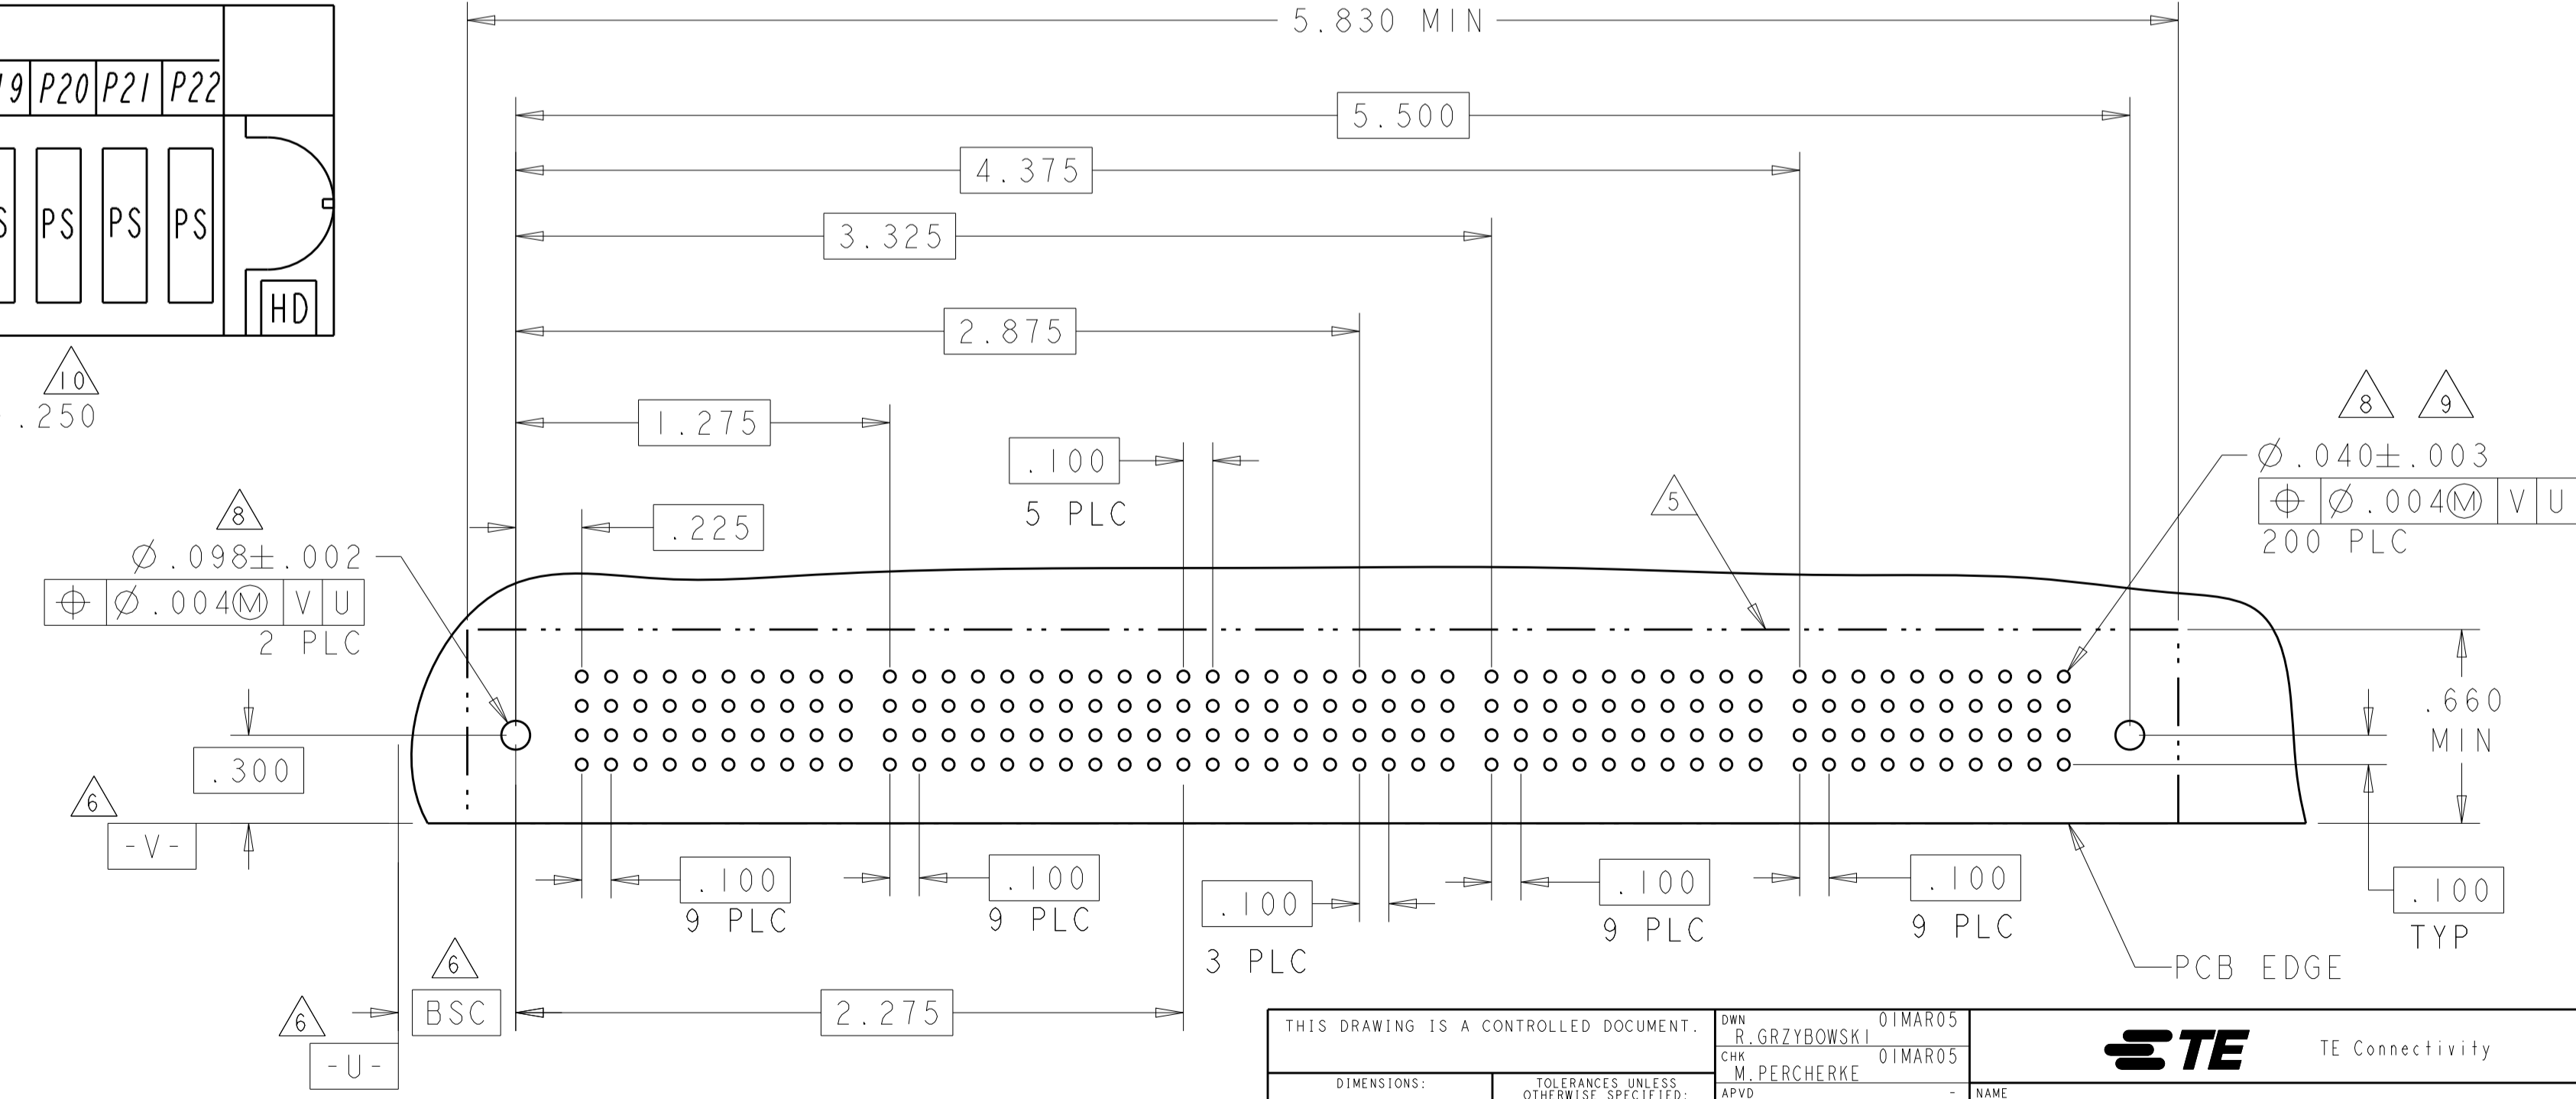 5.830 MIN
P20 P21 P22
5.500
4.375
PS PS PS
3.325
HD
2.875
10
.250
8 9
1.275
.100
5 PLC
Ø.040±.003
⌖ Ø.004Ⓜ V U
200 PLC
5
8
.225
Ø.098±.002
⌖ Ø.004Ⓜ V U
2 PLC
.660
MIN
.300
6
-V-
.100
9 PLC
.100
9 PLC
.100
3 PLC
.100
9 PLC
.100
9 PLC
.100
TYP
PCB EDGE
6
BSC
2.275
6
-U-
THIS DRAWING IS A CONTROLLED DOCUMENT.
DWN 01MAR05
R.GRZYBOWSKI
CHK 01MAR05
M.PERCHERKE
TE TE Connectivity
DIMENSIONS:
TOLERANCES UNLESS
OTHERWISE SPECIFIED:
APVD -
NAME